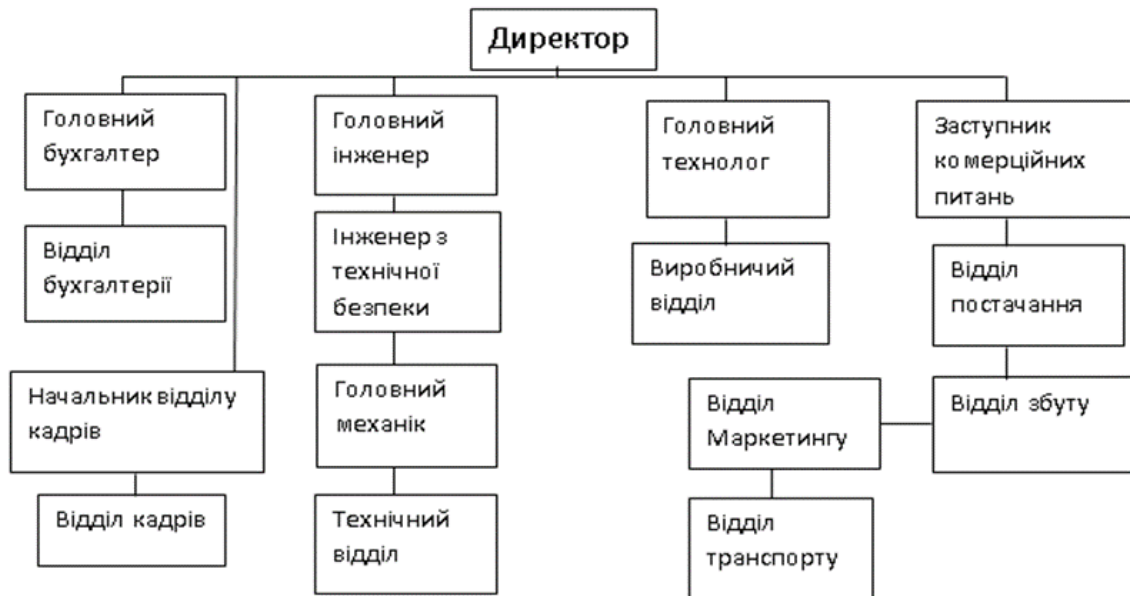 Директор
Головний
бухгалтер
Головний
інженер
Головний
технолог
Заступник
комерційних
питань
Відділ
бухгалтерії
Інженер з
технічної
безпеки
Виробничий
відділ
Відділ
постачання
Начальник відділу
кадрів
Головний
механік
Відділ
Маркетингу
Відділ збуту
Відділ кадрів
Технічний
відділ
Відділ
транспорту